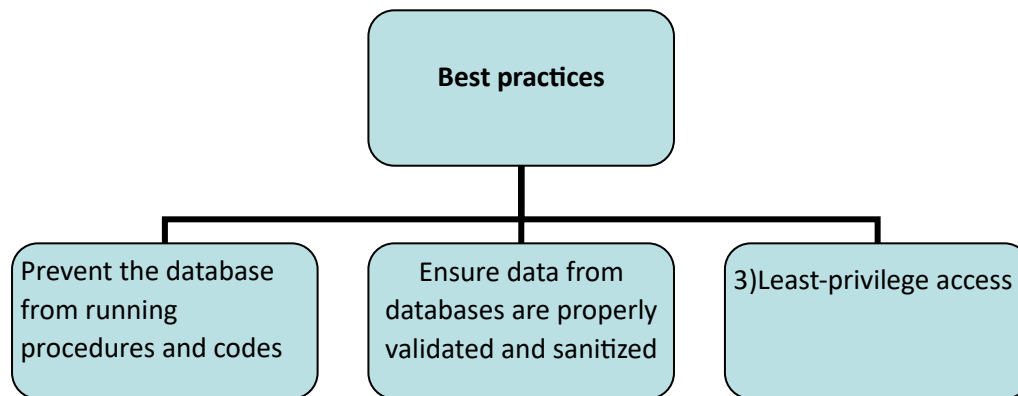 Best practices
Prevent the database
from running
procedures and codes
Ensure data from
databases are properly
validated and sanitized
3)Least-privilege access